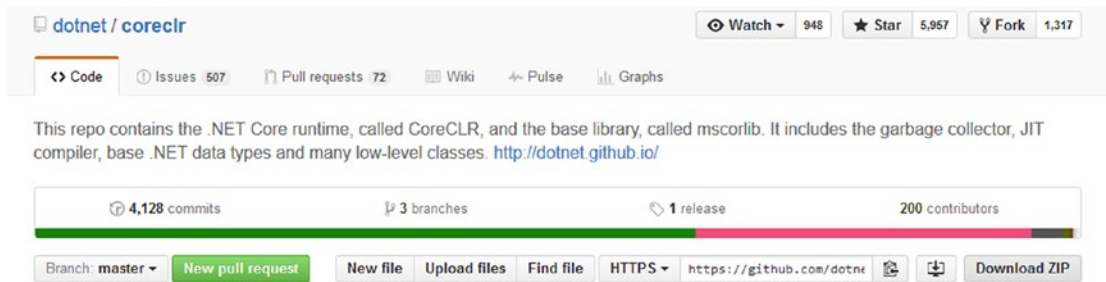 dotnet / coreclr Watch 948 Star 5,957 Fork 1,317
Code Issues 507 Pull requests 72 Wiki Pulse Graphs
This repo contains the .NET Core runtime, called CoreCLR, and the base library, called mscorlib. It includes the garbage collector, JIT
compiler, base .NET data types and many low-level classes. http://dotnet.github.io/
4,128 commits 3 branches 1 release 200 contributors
Branch: master New pull request New file Upload files Find file HTTPS https://github.com/dotne Download ZIP